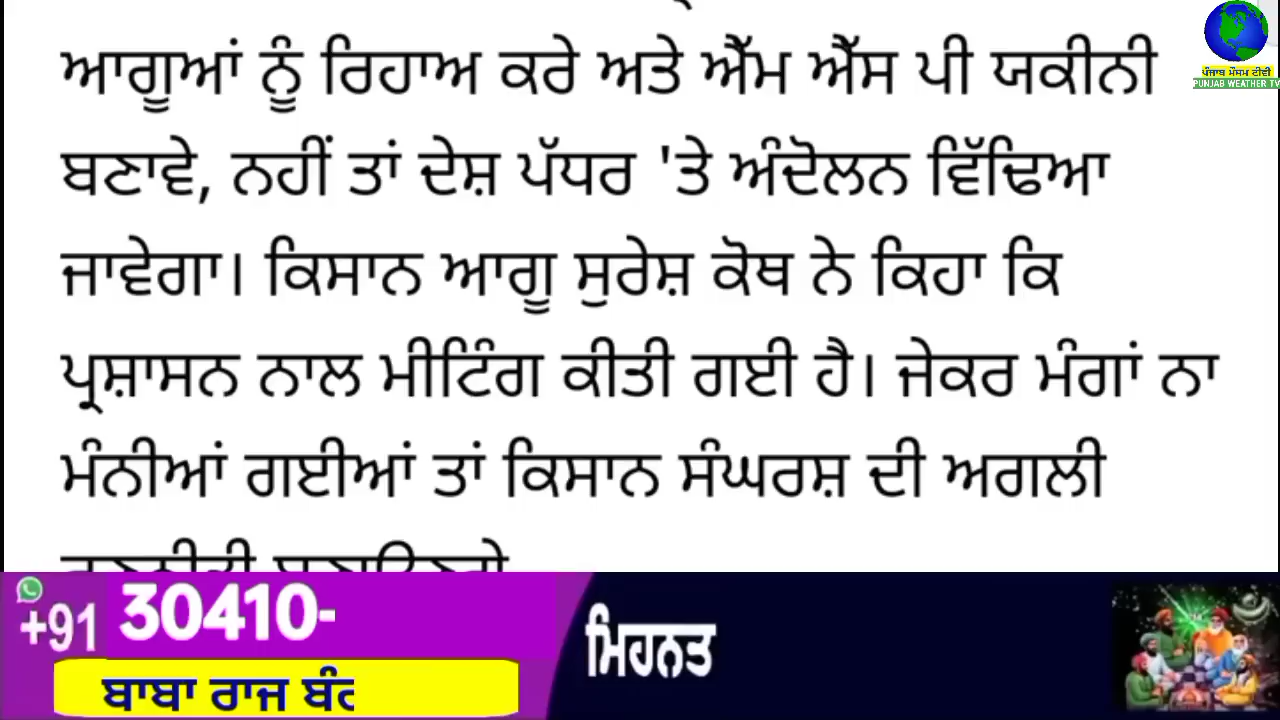 ਆਗੂਆਂ ਨੂੰ ਰਿਹਾਅ ਕਰੇ ਅਤੇ ਐੱਮ ਐੱਸ ਪੀ ਯਕੀਨੀ
ਬਣਾਵੇ, ਨਹੀਂ ਤਾਂ ਦੇਸ਼ ਪੱਧਰ 'ਤੇ ਅੰਦੋਲਨ ਵਿੱਢਿਆ
ਜਾਵੇਗਾ। ਕਿਸਾਨ ਆਗੂ ਸੁਰੇਸ਼ ਕੋਥ ਨੇ ਕਿਹਾ ਕਿ
ਪ੍ਰਸ਼ਾਸਨ ਨਾਲ ਮੀਟਿੰਗ ਕੀਤੀ ਗਈ ਹੈ। ਜੇਕਰ ਮੰਗਾਂ ਨਾ
ਮੰਨੀਆਂ ਗਈਆਂ ਤਾਂ ਕਿਸਾਨ ਸੰਘਰਸ਼ ਦੀ ਅਗਲੀ
ਪੰਜਾਬ ਮੌਸਮ ਟੀਵੀ
PUNJAB WEATHER TV
+91 30410-
ਬਾਬਾ ਰਾਜ
ਮਿਹਨਤ